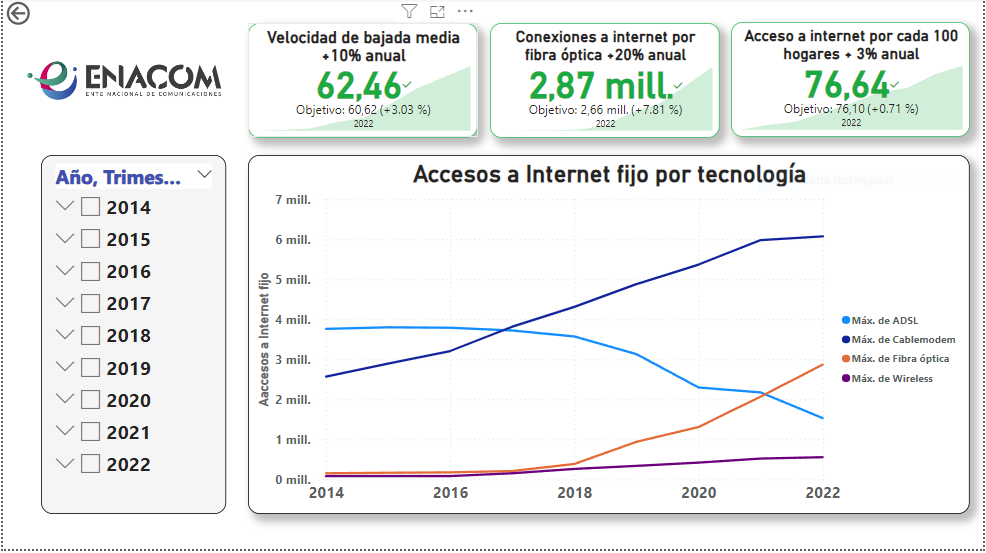 Velocidad de bajada media
+10% anual
62,46
Objetivo: 60,62 (+3.03 %)
2022
Conexiones a internet por
fibra óptica +20% anual
2,87 mill.
Objetivo: 2,66 mill. (+7.81 %)
2022
Acceso a internet por cada 100
hogares + 3% anual
76,64
Objetivo: 76,10 (+0.71 %)
2022
ENACOM
ENTE NACIONAL DE COMUNICACIONES
Año, Trimes...
2014
2015
2016
2017
2018
2019
2020
2021
2022
Accesos a Internet fijo por tecnología
7 mill.
6 mill.
5 mill.
4 mill.
3 mill.
2 mill.
1 mill.
0 mill.
Aaccesos a Internet fijo
2014 2016 2018 2020 2022
Máx. de ADSL
Máx. de Cablemodem
Máx. de Fibra óptica
Máx. de Wireless